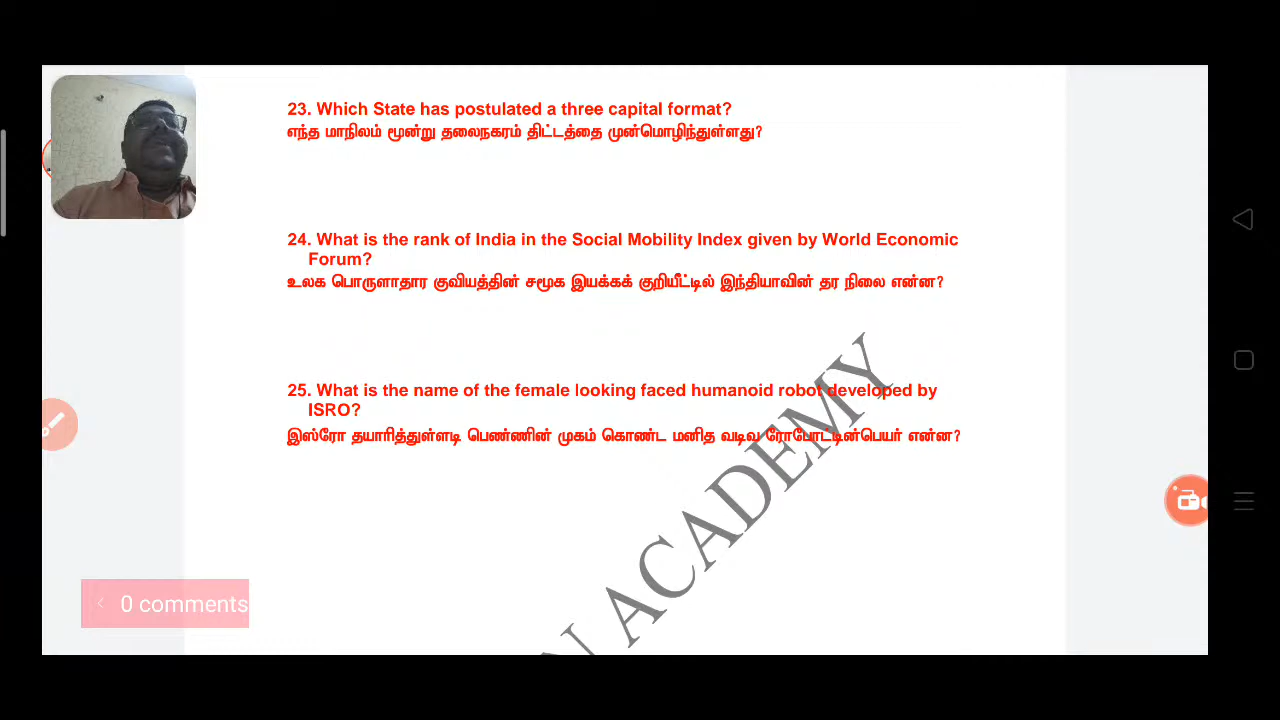 23. Which State has postulated a three capital format?
எந்த மாநிலம் மூன்று தலைநகரம் திட்டத்தை முன்மொழிந்துள்ளது?
24. What is the rank of India in the Social Mobility Index given by World Economic
Forum?
உலக பொருளாதார குவியத்தின் சமூக இயக்கக் குறியீட்டில் இந்தியாவின் தர நிலை என்ன?
25. What is the name of the female looking faced humanoid robot developed by
ISRO?
இஸ்ரோ தயாரித்துள்ளடி பெண்ணின் முகம் கொண்ட மனித வடிவ ரோபோட்டின்பெயர் என்ன?
ACADEMY
0 comments